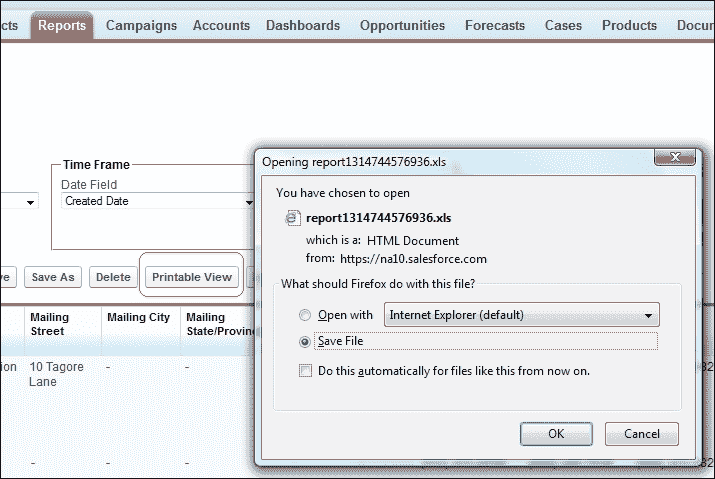 cts Reports Campaigns Accounts Dashboards Opportunities Forecasts Cases Products Docum
Time Frame
Date Field
Created Date
Save As Delete Printable View
Mailing Street
Mailing City
Mailing State/Provinc
ion
10 Tagore Lane
-
-
-
-
-
Opening report1314744576936.xls
You have chosen to open
report1314744576936.xls
which is a: HTML Document
from: https://na10.salesforce.com
What should Firefox do with this file?
Open with Internet Explorer (default)
Save File
Do this automatically for files like this from now on.
OK Cancel